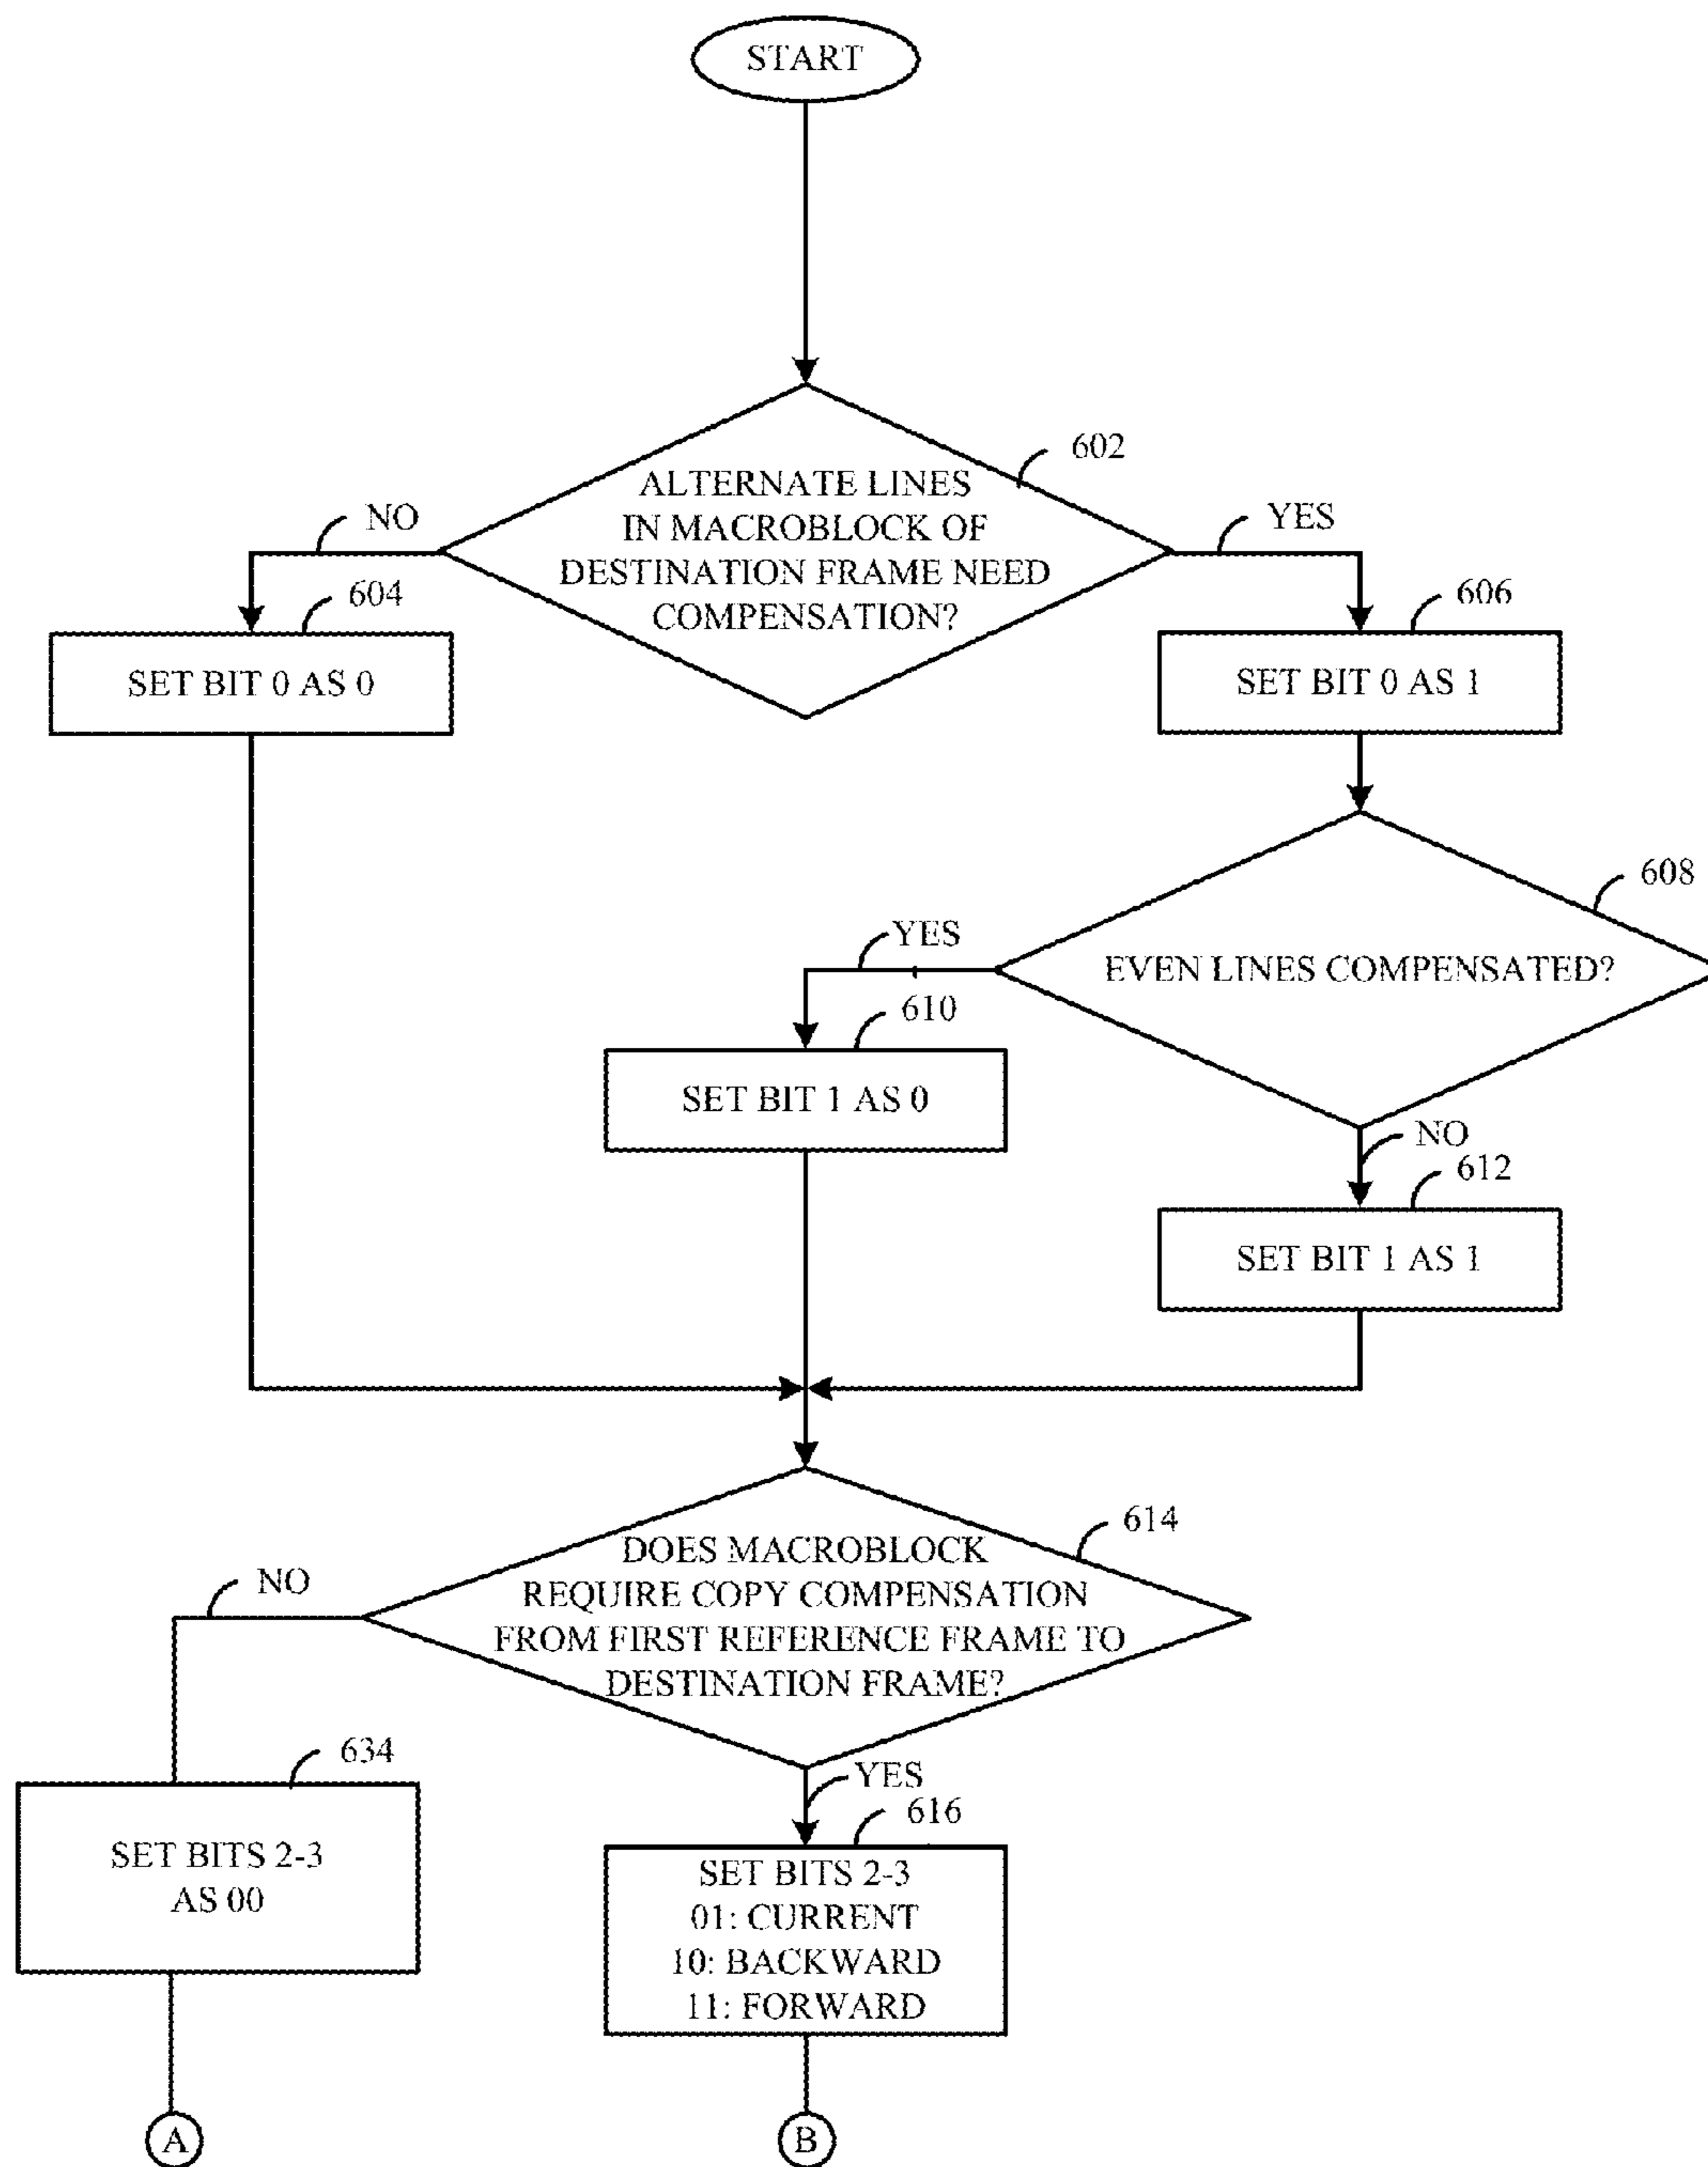 START
602
ALTERNATE LINES
IN MACROBLOCK OF
DESTINATION FRAME NEED
COMPENSATION?
NO
YES
604
SET BIT 0 AS 0
606
SET BIT 0 AS 1
608
EVEN LINES COMPENSATED?
YES
610
SET BIT 1 AS 0
NO
612
SET BIT 1 AS 1
614
DOES MACROBLOCK
REQUIRE COPY COMPENSATION
FROM FIRST REFERENCE FRAME TO
DESTINATION FRAME?
NO
634
SET BITS 2-3
AS 00
YES
616
SET BITS 2-3
01: CURRENT
10: BACKWARD
11: FORWARD
A
B